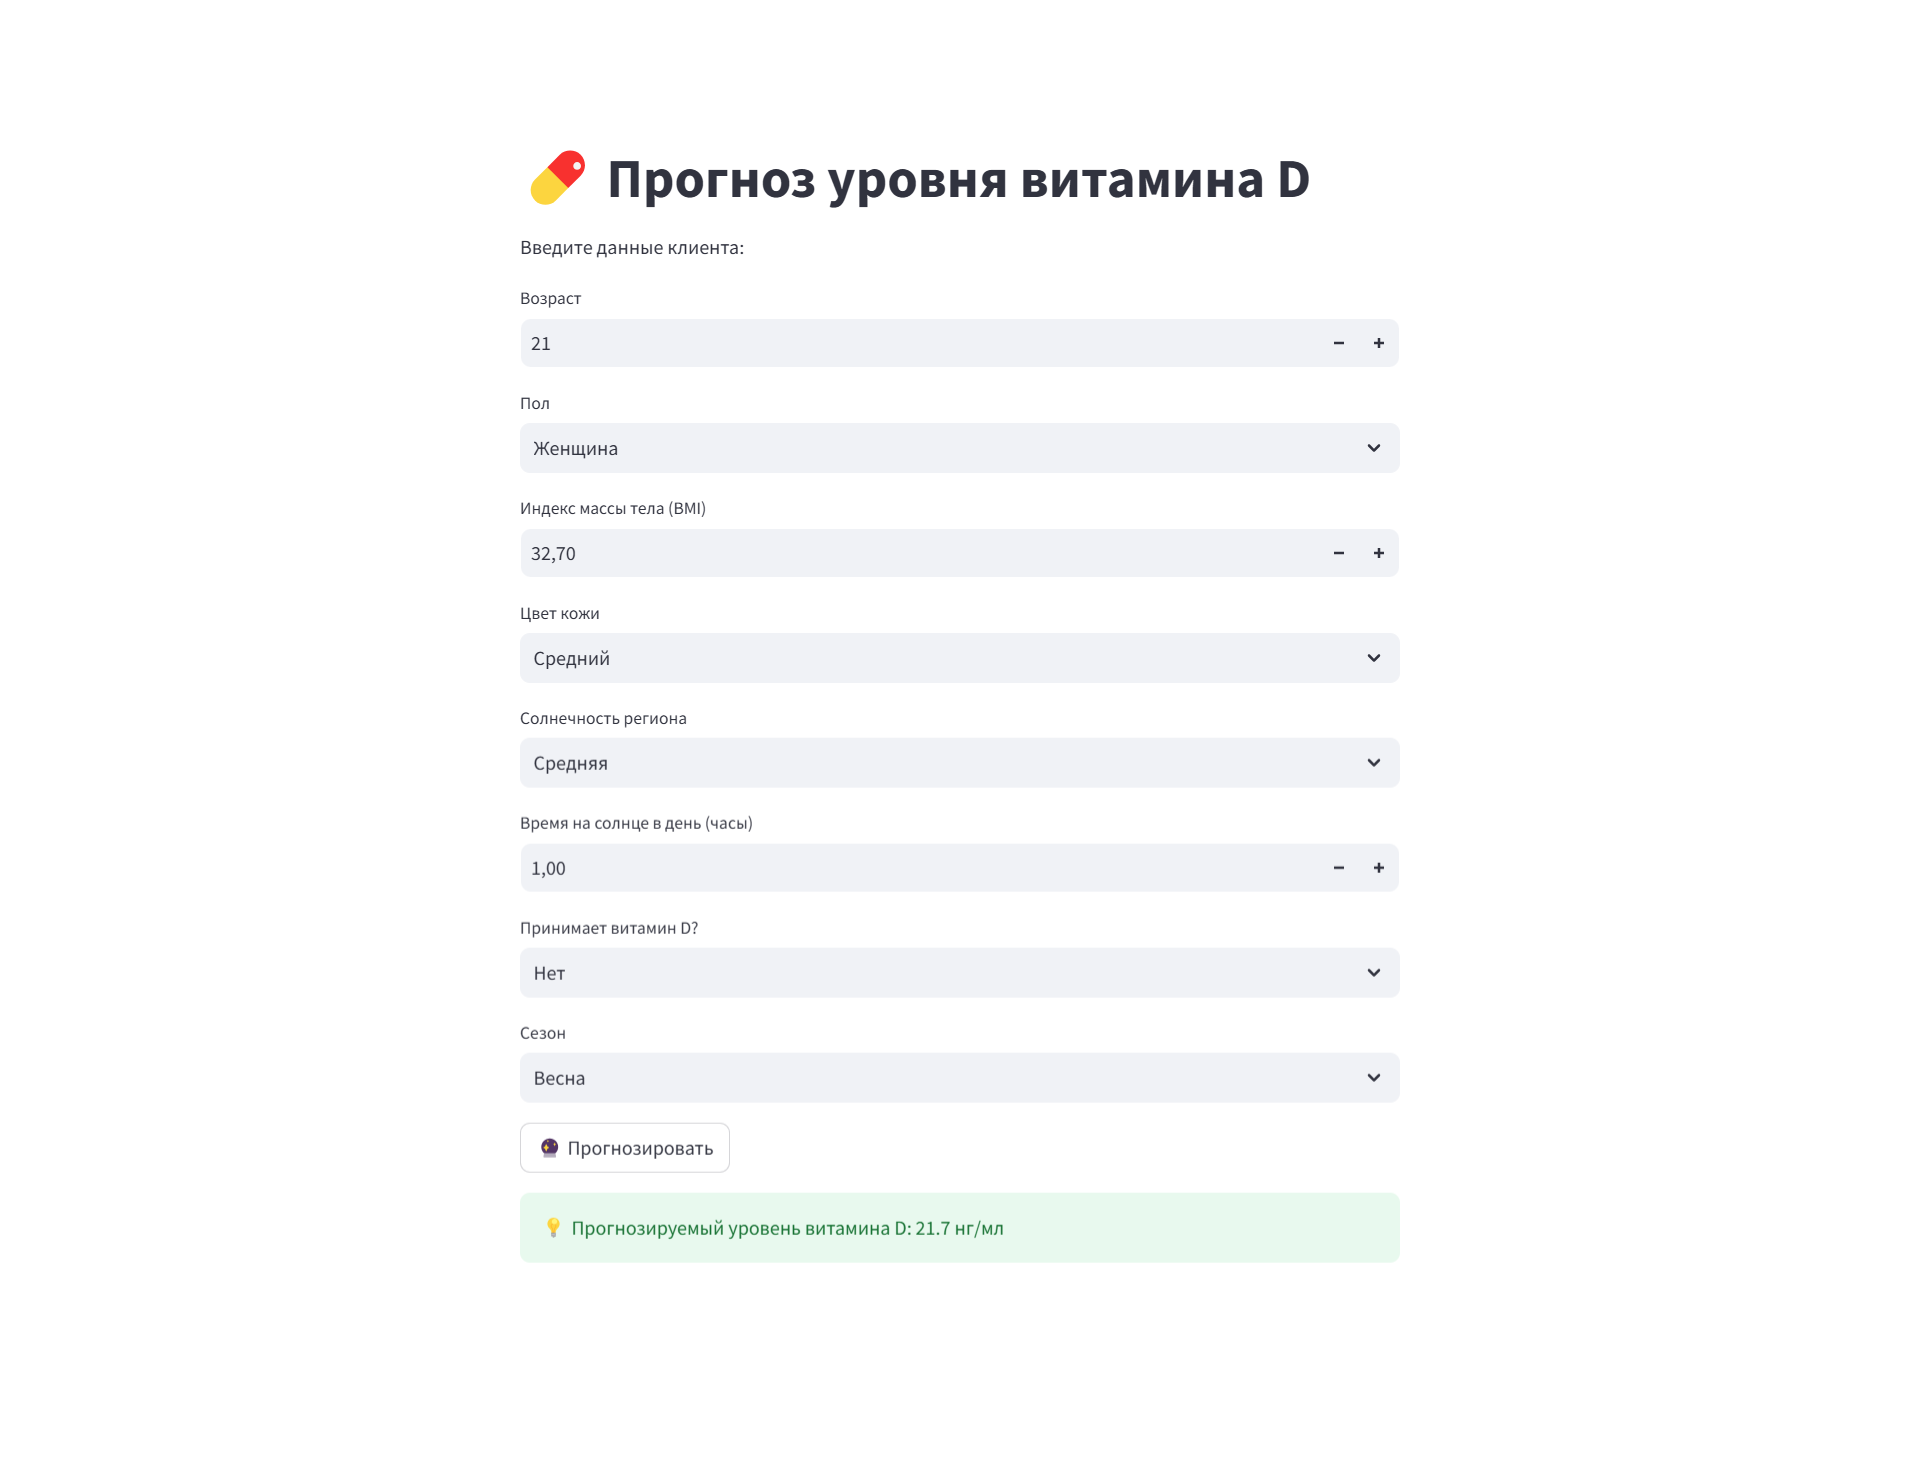 Прогноз уровня витамина D
Введите данные клиента:
Возраст
21
Пол
Женщина
Индекс массы тела (BMI)
32,70
Цвет кожи
Средний
Солнечность региона
Средняя
Время на солнце в день (часы)
1,00
Принимает витамин D?
Нет
Сезон
Весна
Прогнозировать
Прогнозируемый уровень витамина D: 21.7 нг/мл